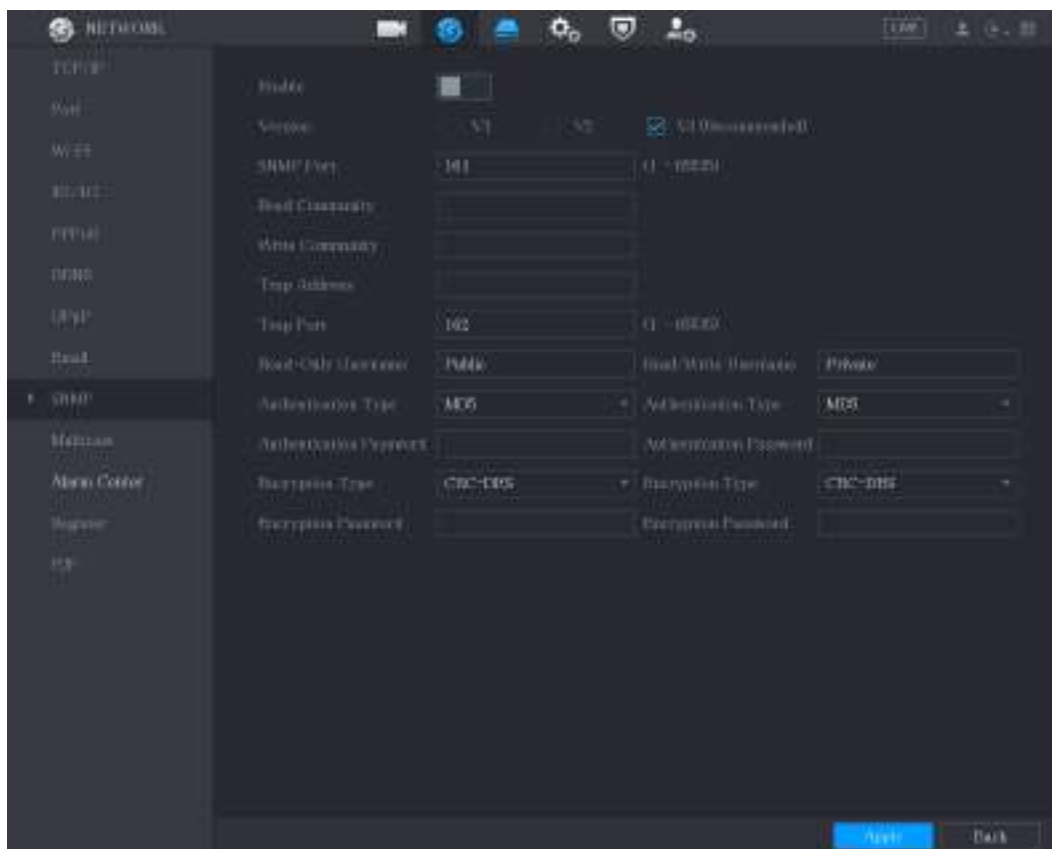 NETWORK
LIVE
TCP/IP
Port
Enable
Version V1 V2 V3 (Recommended)
SNMP Port 161 (1 - 65535)
PPPoE
Read Community
Write Community
DDNS
Trap Address
UPnP
Trap Port 162 (1 - 65535)
Email
Read-Only Username Public Read/Write Username Private
SNMP
Authentication Type MD5 Authentication Type MD5
Multicast
Authentication Password Authentication Password
Alarm Center
Encryption Type CBC-DES Encryption Type CBC-DES
Register
Encryption Password Encryption Password
P2P
Apply Back